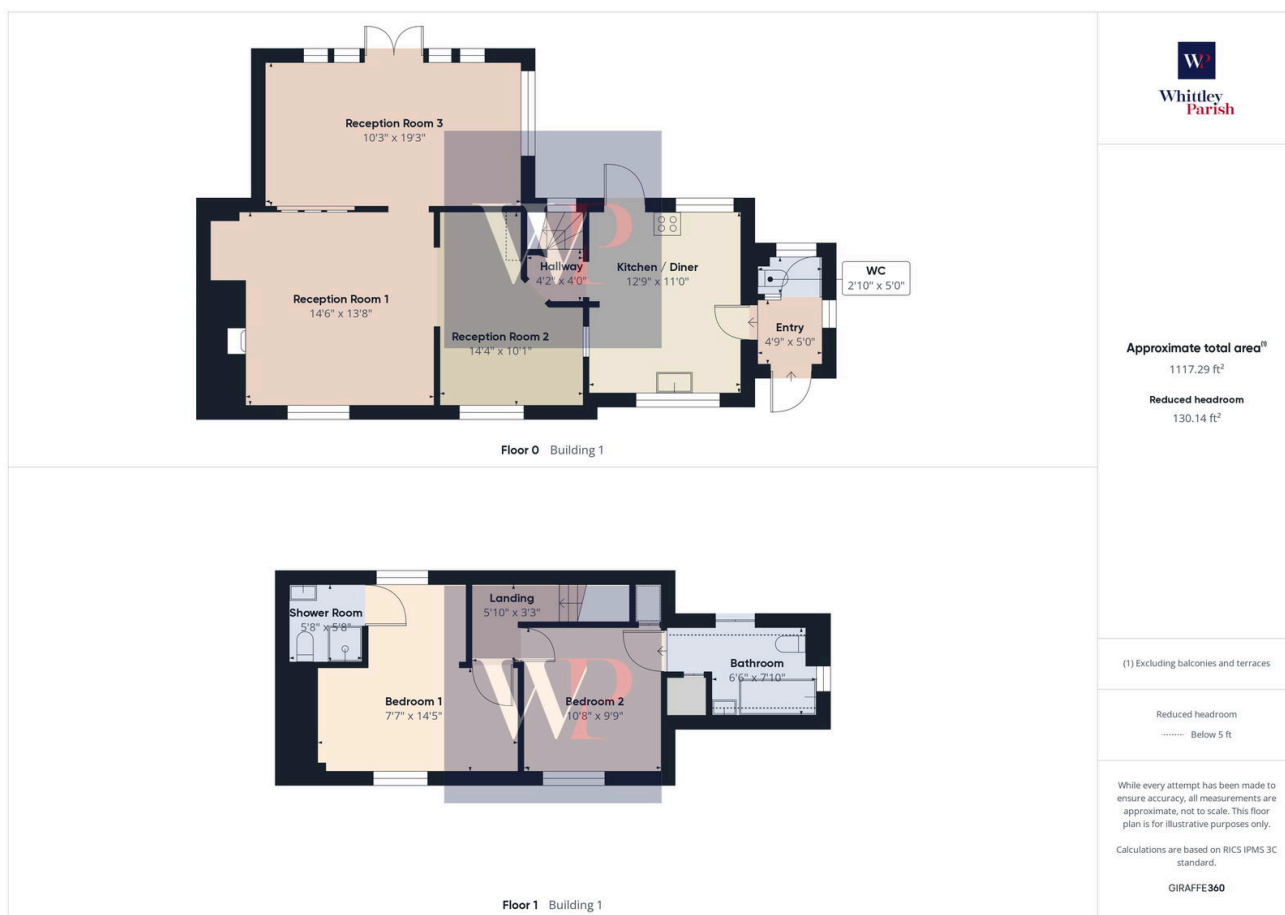 Reception Room 3
10'3" x 19'3"
Reception Room 1
14'6" x 13'8"
Hallway
4'2" x 4'0"
Kitchen / Diner
12'9" x 11'0"
WC
2'10" x 5'0"
Entry
4'9" x 5'0"
Reception Room 2
14'4" x 10'1"
WP
Floor 0 Building 1
Shower Room
5'8" x 5'8"
Landing
5'10" x 3'3"
Bedroom 1
7'7" x 14'5"
Bedroom 2
10'8" x 9'9"
Bathroom
6'6" x 7'10"
WP
Floor 1 Building 1
WP
Whittley
Parish
Approximate total area(1)
1117.29 ft²
Reduced headroom
130.14 ft²
(1) Excluding balconies and terraces
Reduced headroom
Below 5 ft
While every attempt has been made to
ensure accuracy, all measurements are
approximate, not to scale. This floor
plan is for illustrative purposes only.
Calculations are based on RICS IPMS 3C
standard.
GIRAFFE360